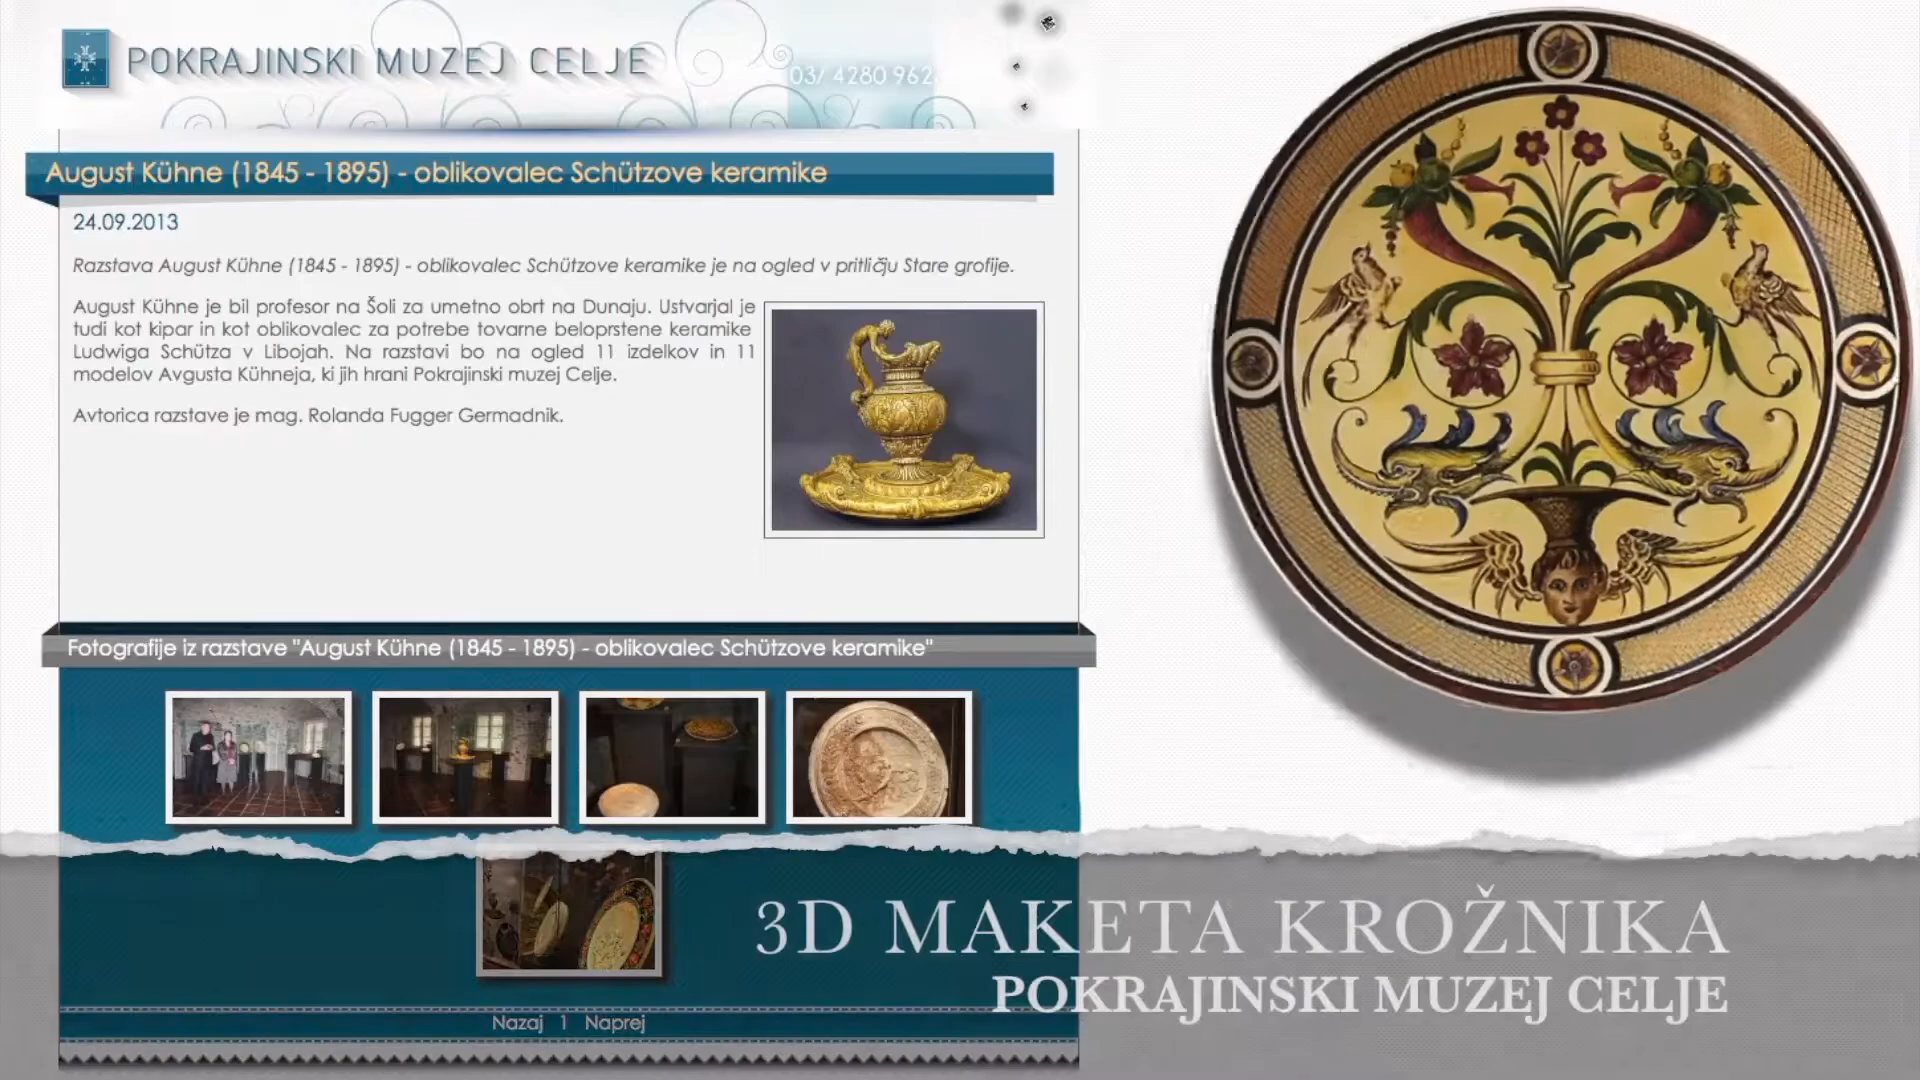 POKRAJINSKI MUZEJ CELJE
03/ 4280 962
August Kühne (1845 - 1895) - oblikovalec Schützove keramike
24.09.2013
Razstava August Kühne (1845 - 1895) - oblikovalec Schützove keramike je na ogled v pritličju Stare grofije.
August Kühne je bil profesor na Šoli za umetno obrt na Dunaju. Ustvarjal je
tudi kot kipar in kot oblikovalec za potrebe tovarne beloprstene keramike
Ludwiga Schütza v Libojah. Na razstavi bo na ogled 11 izdelkov in 11
modelov Avgusta Kühneja, ki jih hrani Pokrajinski muzej Celje.
Avtorica razstave je mag. Rolanda Fugger Germadnik.
Fotografije iz razstave "August Kühne (1845 - 1895) - oblikovalec Schützove keramike"
3D MAKETA KROŽNIKA
POKRAJINSKI MUZEJ CELJE
Nazaj 1 Naprej